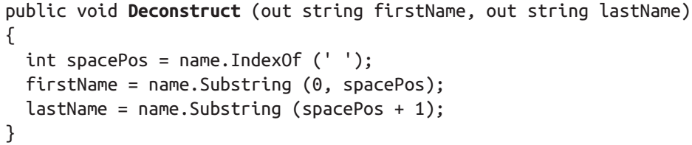 public void Deconstruct (out string firstName, out string lastName)
{
  int spacePos = name.IndexOf (' ');
  firstName = name.Substring (0, spacePos);
  lastName = name.Substring (spacePos + 1);
}